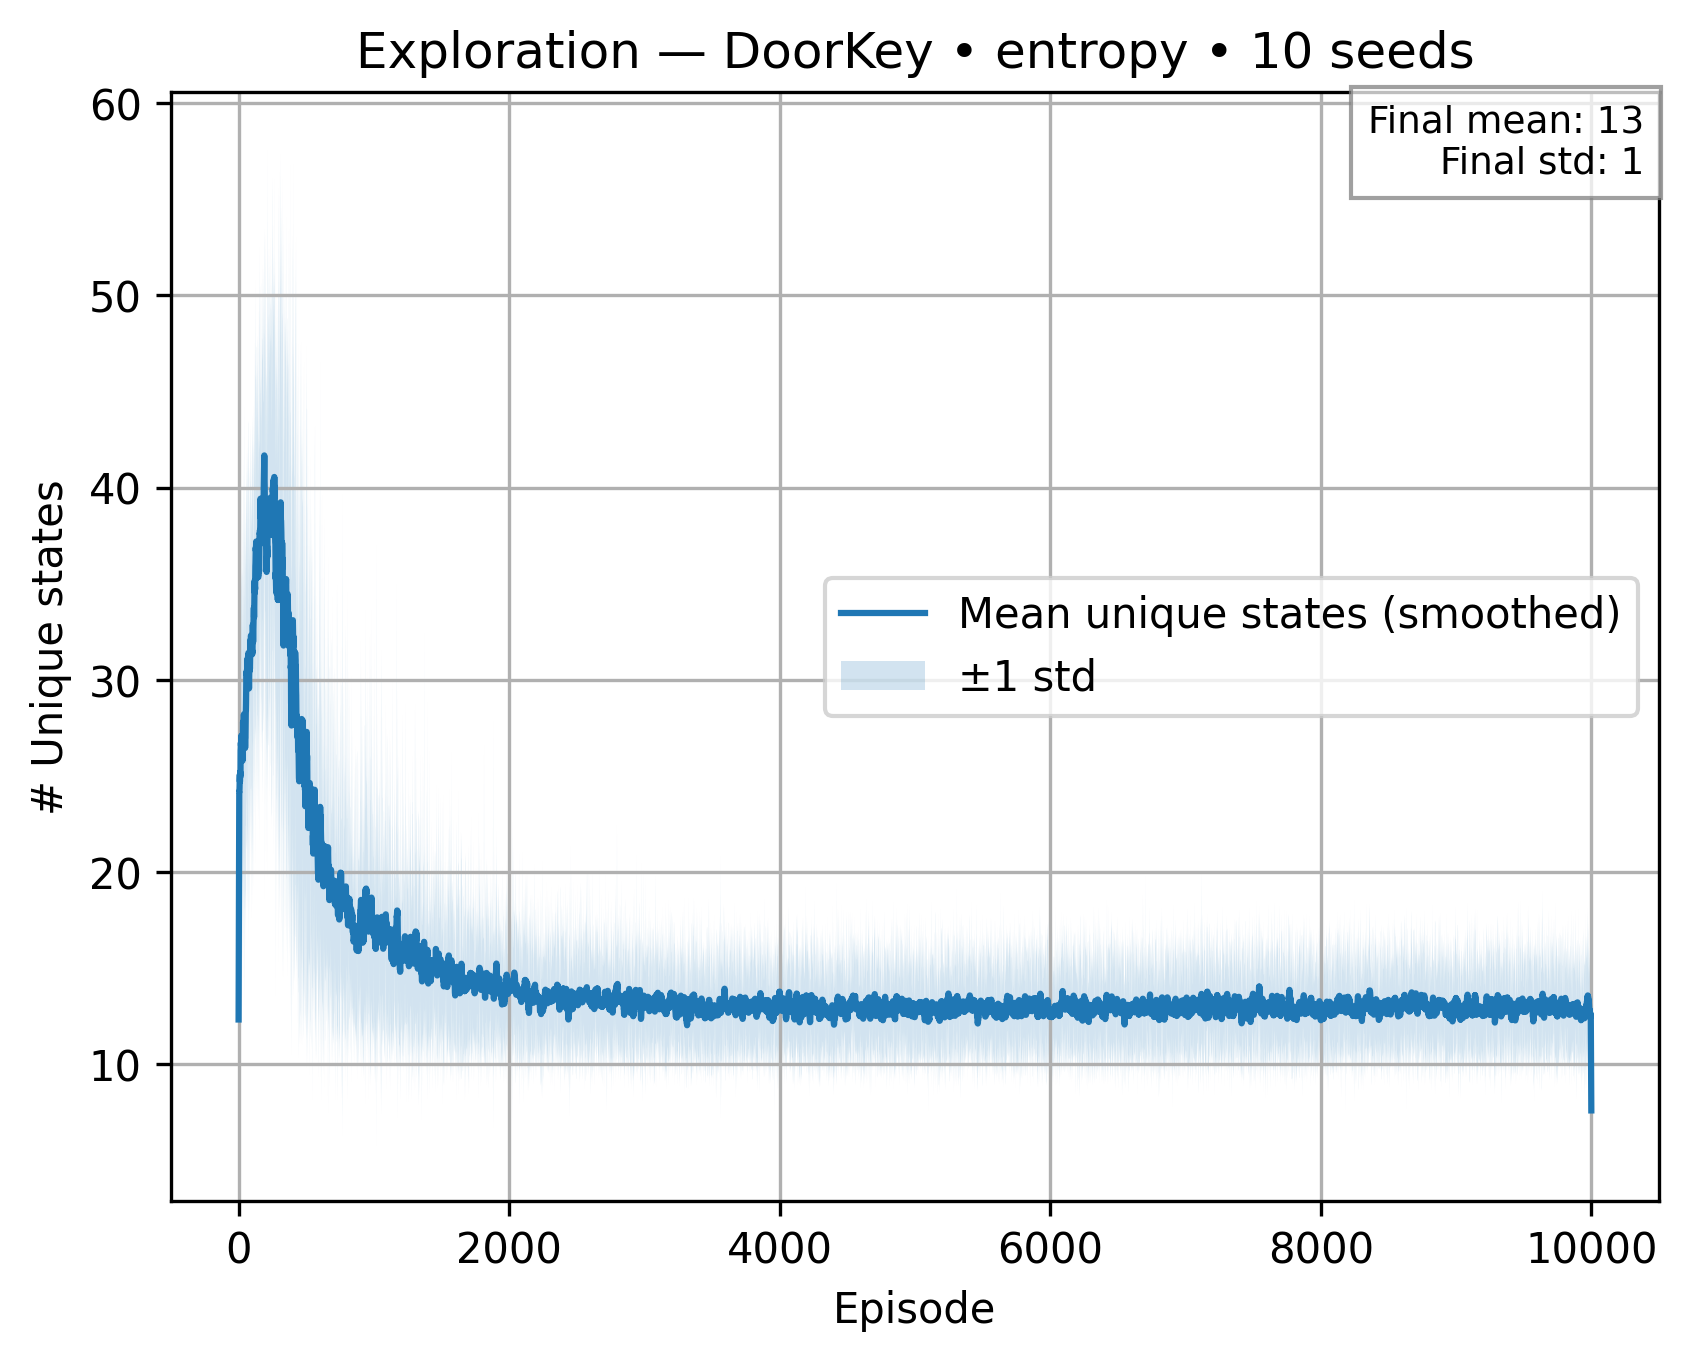 Exploration — DoorKey • entropy • 10 seeds
Final mean: 13
Final std: 1
60
50
40
30
20
10
# Unique states
Mean unique states (smoothed)
±1 std
0
2000
4000
6000
8000
10000
Episode